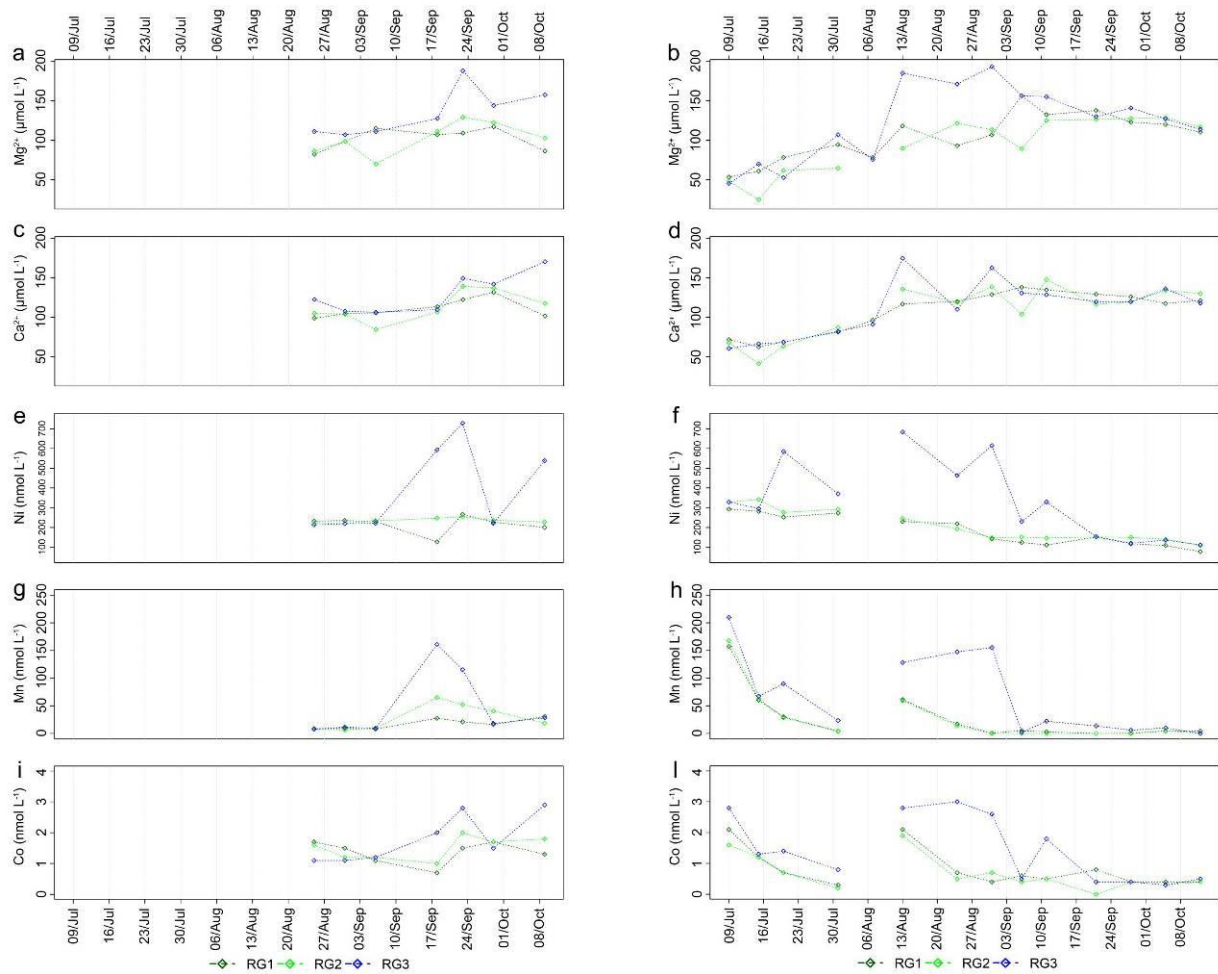 09/Jul 16/Jul 23/Jul 30/Jul 06/Aug 13/Aug 20/Aug 27/Aug 03/Sep 10/Sep 17/Sep 24/Sep 01/Oct 08/Oct
a
Mg²⁺ (µmol L⁻¹)
50 100 150 200
c
Ca²⁺ (µmol L⁻¹)
50 100 150 200
e
Ni (nmol L⁻¹)
100 200 300 400 500 600 700
g
Mn (nmol L⁻¹)
0 50 100 150 200 250
i
Co (nmol L⁻¹)
0 1 2 3 4
09/Jul 16/Jul 23/Jul 30/Jul 06/Aug 13/Aug 20/Aug 27/Aug 03/Sep 10/Sep 17/Sep 24/Sep 01/Oct 08/Oct
RG1 RG2 RG3
09/Jul 16/Jul 23/Jul 30/Jul 06/Aug 13/Aug 20/Aug 27/Aug 03/Sep 10/Sep 17/Sep 24/Sep 01/Oct 08/Oct
b
Mg²⁺ (µmol L⁻¹)
50 100 150 200
d
Ca²⁺ (µmol L⁻¹)
50 100 150 200
f
Ni (nmol L⁻¹)
100 200 300 400 500 600 700
h
Mn (nmol L⁻¹)
0 50 100 150 200 250
l
Co (nmol L⁻¹)
0 1 2 3 4
09/Jul 16/Jul 23/Jul 30/Jul 06/Aug 13/Aug 20/Aug 27/Aug 03/Sep 10/Sep 17/Sep 24/Sep 01/Oct 08/Oct
RG1 RG2 RG3